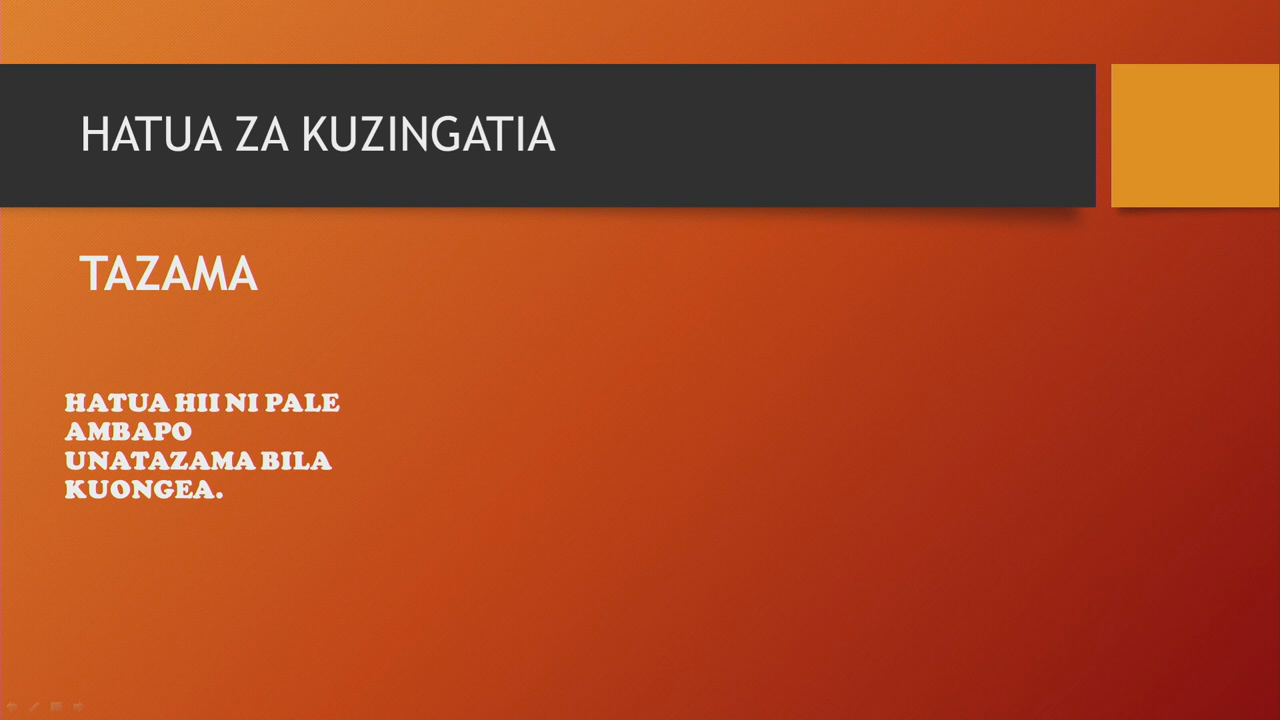 HATUA ZA KUZINGATIA
TAZAMA
HATUA HII NI PALE
AMBAPO
UNATAZAMA BILA
KUONGEA.